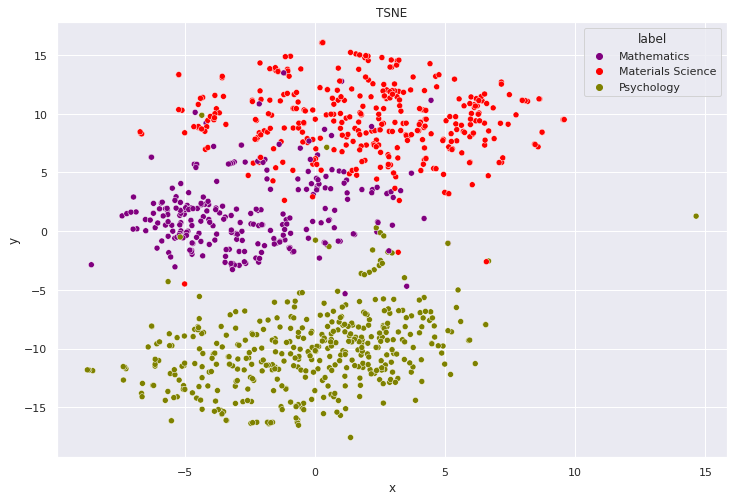 TSNE
label
Mathematics
Materials Science
Psychology
y
15
10
5
0
−5
−10
−15
−5
0
5
10
15
x